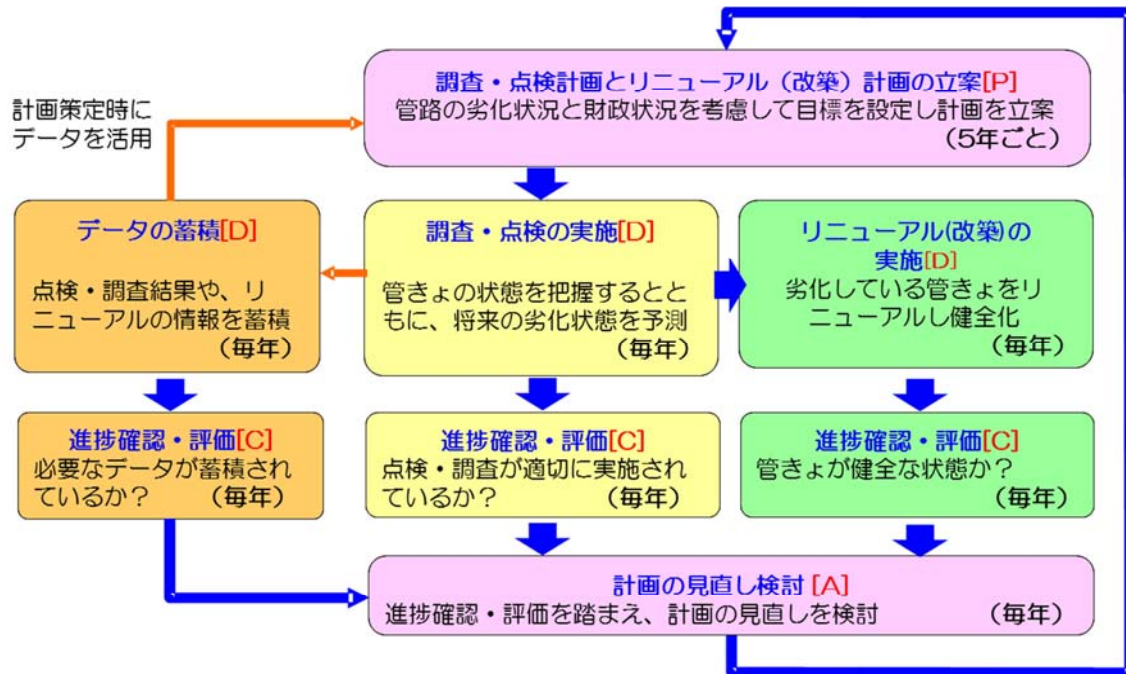 調査・点検計画とリニューアル（改築）計画の立案[P]
管路の劣化状況と財政状況を考慮して目標を設定し計画を立案
（5年ごと）
計画策定時に
データを活用
データの蓄積[D]
点検・調査結果や、リ
ニューアルの情報を蓄積
（毎年）
調査・点検の実施[D]
管きょの状態を把握するとと
もに、将来の劣化状態を予測
（毎年）
リニューアル(改築)の
実施[D]
劣化している管きょをリ
ニューアルし健全化
（毎年）
進捗確認・評価[C]
必要なデータが蓄積され
ているか？　（毎年）
進捗確認・評価[C]
点検・調査が適切に実施され
ているか？　（毎年）
進捗確認・評価[C]
管きょが健全な状態か？
（毎年）
計画の見直し検討 [A]
進捗確認・評価を踏まえ、計画の見直しを検討　（毎年）